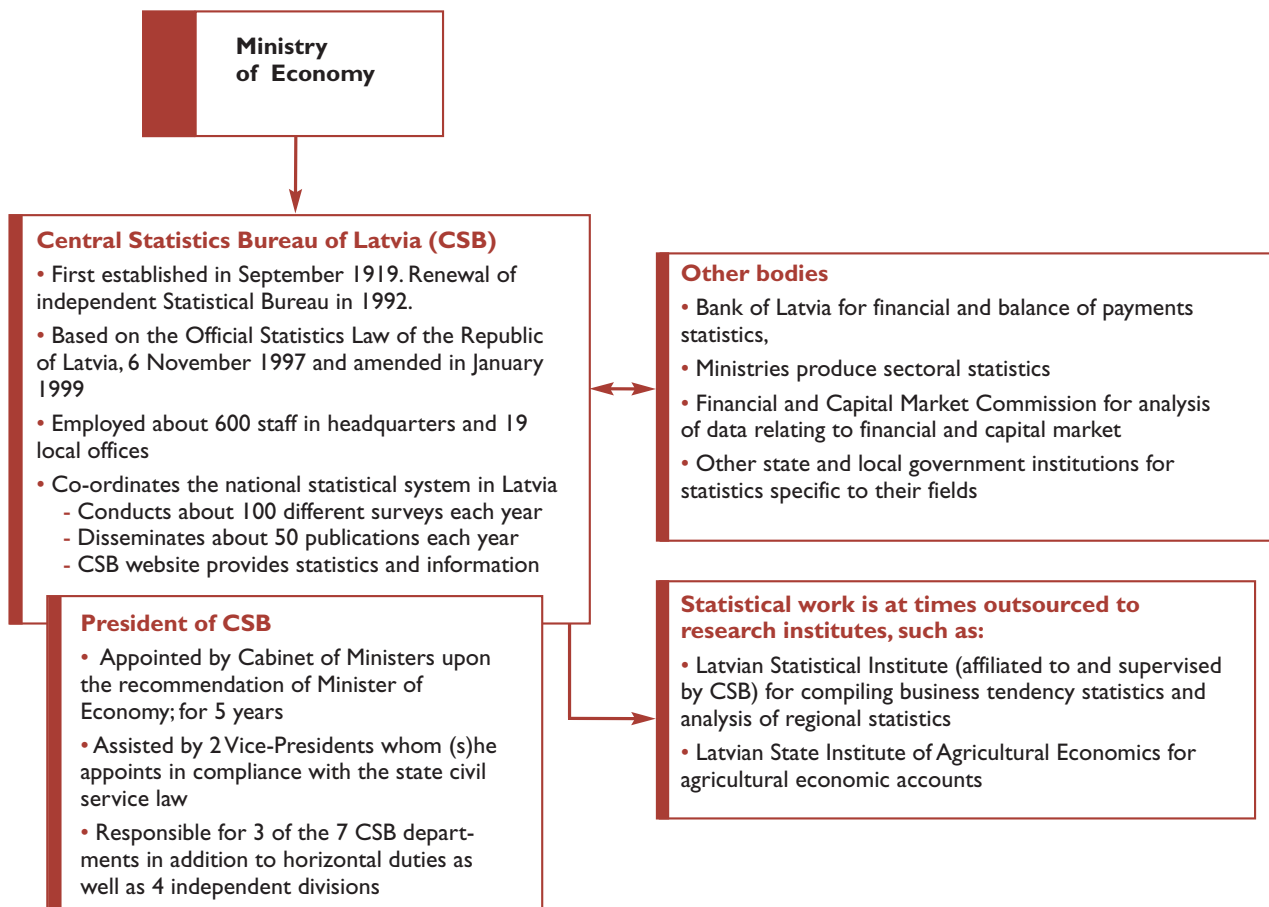 Ministry
of Economy
Central Statistics Bureau of Latvia (CSB)
• First established in September 1919. Renewal of
independent Statistical Bureau in 1992.
• Based on the Official Statistics Law of the Republic
of Latvia, 6 November 1997 and amended in January
1999
• Employed about 600 staff in headquarters and 19
local offices
• Co-ordinates the national statistical system in Latvia
- Conducts about 100 different surveys each year
- Disseminates about 50 publications each year
- CSB website provides statistics and information
President of CSB
• Appointed by Cabinet of Ministers upon
the recommendation of Minister of
Economy; for 5 years
• Assisted by 2 Vice-Presidents whom (s)he
appoints in compliance with the state civil
service law
• Responsible for 3 of the 7 CSB depart-
ments in addition to horizontal duties as
well as 4 independent divisions
Other bodies
• Bank of Latvia for financial and balance of payments
statistics,
• Ministries produce sectoral statistics
• Financial and Capital Market Commission for analysis
of data relating to financial and capital market
• Other state and local government institutions for
statistics specific to their fields
Statistical work is at times outsourced to
research institutes, such as:
• Latvian Statistical Institute (affiliated to and supervised
by CSB) for compiling business tendency statistics and
analysis of regional statistics
• Latvian State Institute of Agricultural Economics for
agricultural economic accounts